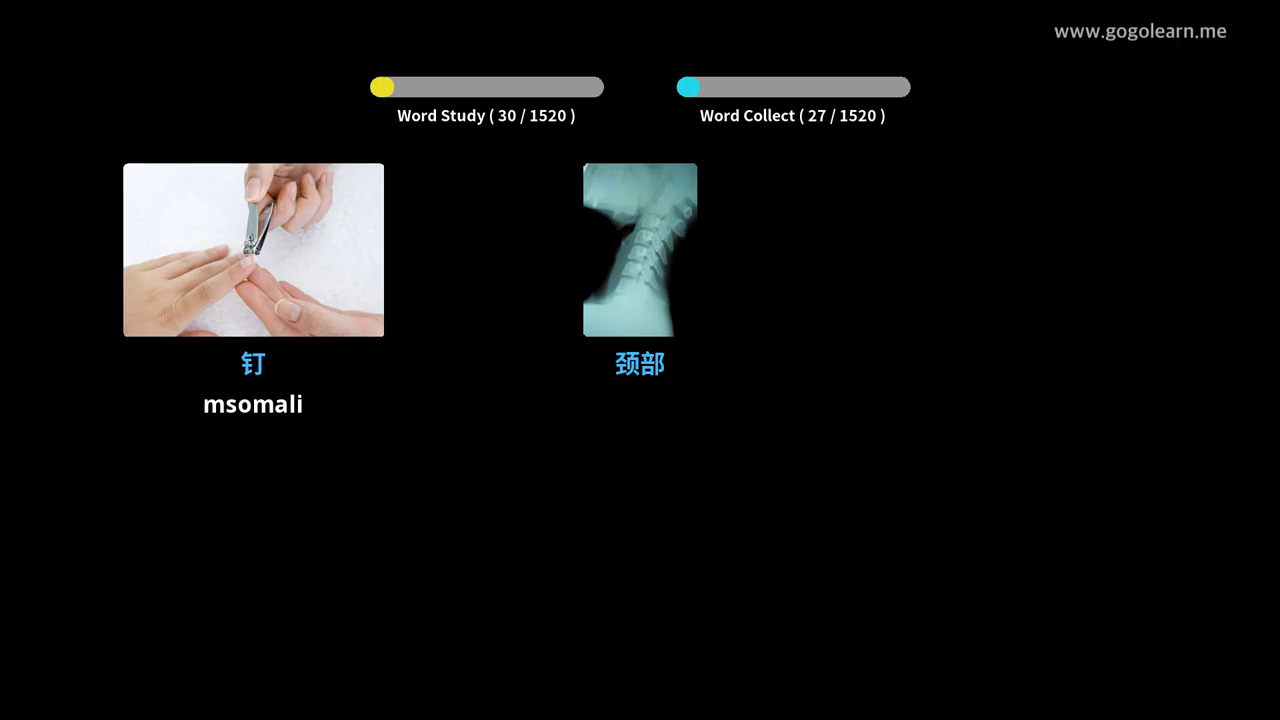 www.gogolearn.me
Word Study ( 30 / 1520 )
Word Collect ( 27 / 1520 )
钉
颈部
msomali